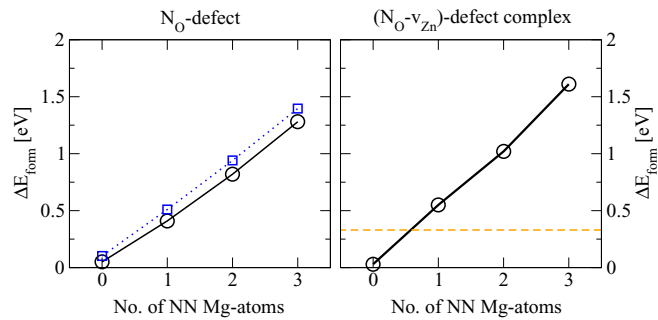 N_O-defect
(N_O-v_Zn)-defect complex
ΔE_form [eV]
2
1.5
1
0.5
0
0 1 2 3
No. of NN Mg-atoms
0 1 2 3
No. of NN Mg-atoms
2
1.5
1
0.5
0
ΔE_form [eV]